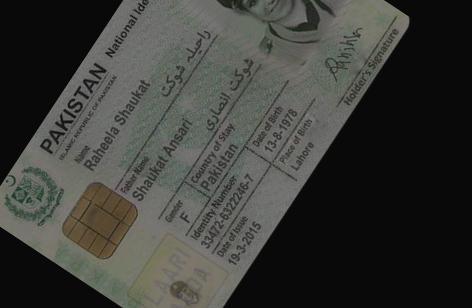 PAKISTAN National Ide
ISLAMIC REPUBLIC OF PAKISTAN
Name
Raheela Shaukat
راحیلہ شوکت
Father Name
Shaukat Ansari
شوکت انصاری
Gender
F
Country of Stay
Pakistan
Identity Number
33472-6322246-7
Date of Birth
13-8-1978
Date of Issue
19-3-2015
Place of Birth
Lahore
Holder's Signature